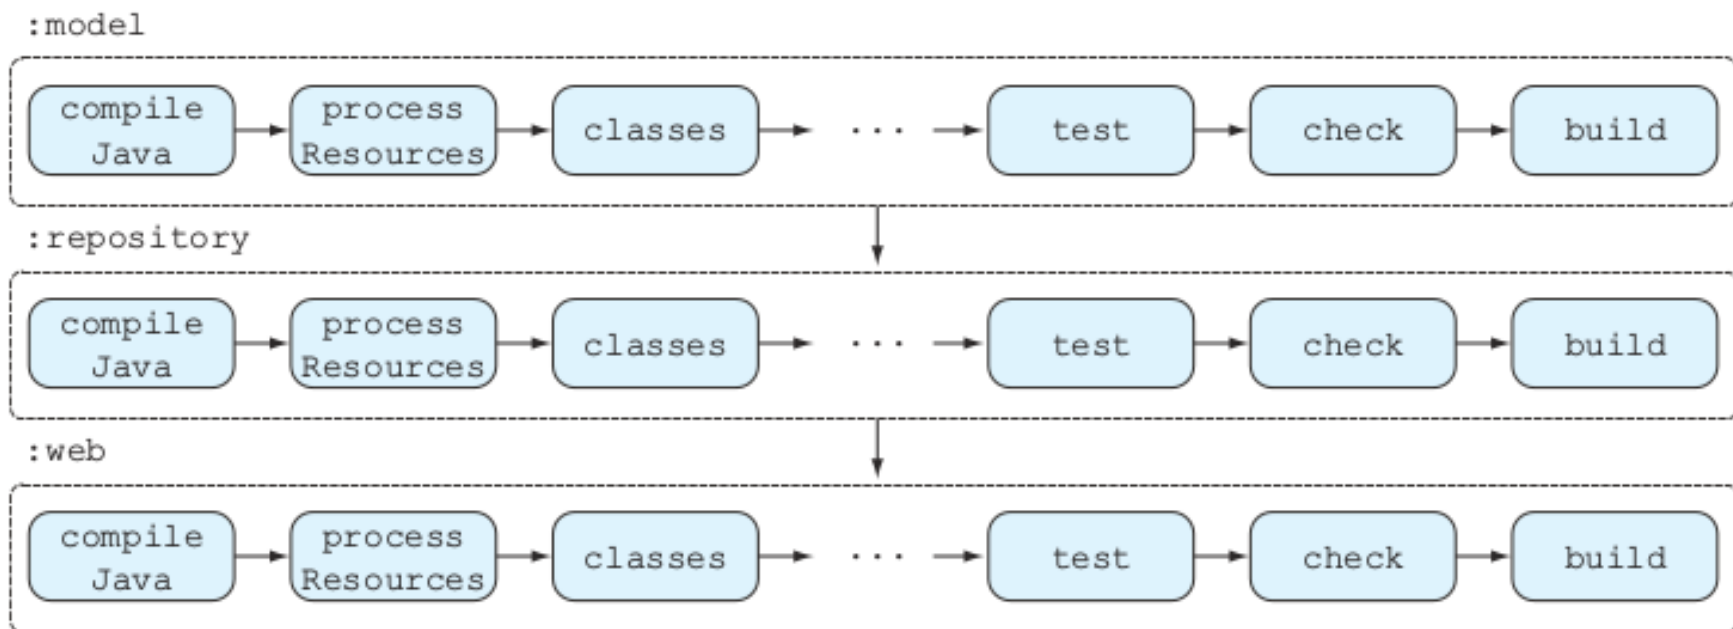 :model
compile
Java
process
Resources
classes
...
test
check
build
:repository
compile
Java
process
Resources
classes
...
test
check
build
:web
compile
Java
process
Resources
classes
...
test
check
build